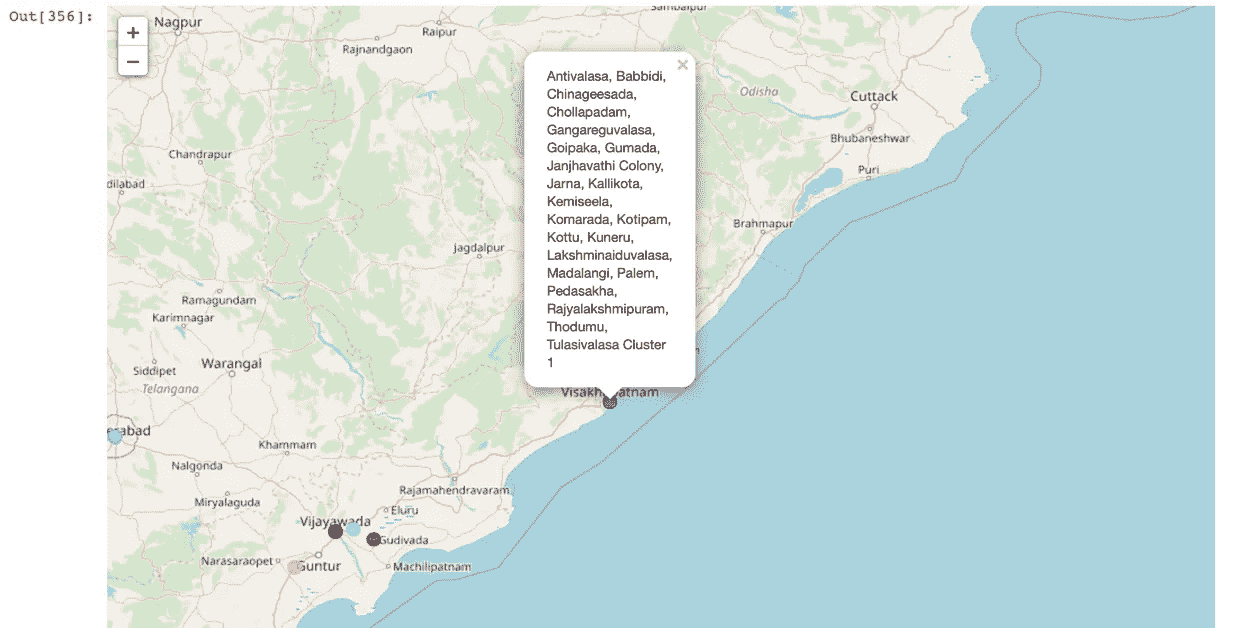 Out[356]:
+
−
Nagpur
Rajnandgaon
Raipur
Sambalpur
Odisha
Cuttack
Bhubaneshwar
Puri
Brahmapur
Chandrapur
dilabad
Jagdalpur
Ramagundam
Karimnagar
Warangal
Siddipet
Telangana
×
Antivalasa, Babbidi,
Chinageesada,
Chollapadam,
Gangareguvalasa,
Goipaka, Gumada,
Janjhavathi Colony,
Jarna, Kallikota,
Kemiseela,
Komarada, Kotipam,
Kottu, Kuneru,
Lakshminaiduvalasa,
Madalangi, Palem,
Pedasakha,
Rajyalakshmipuram,
Thodumu,
Tulasivalasa Cluster
1
Visakh atnam
erabad
Khammam
Nalgonda
Miryalaguda
Rajamahendravaram
Eluru
Vijayawada
Gudivada
Narasaraopet
Guntur
Machilipatnam